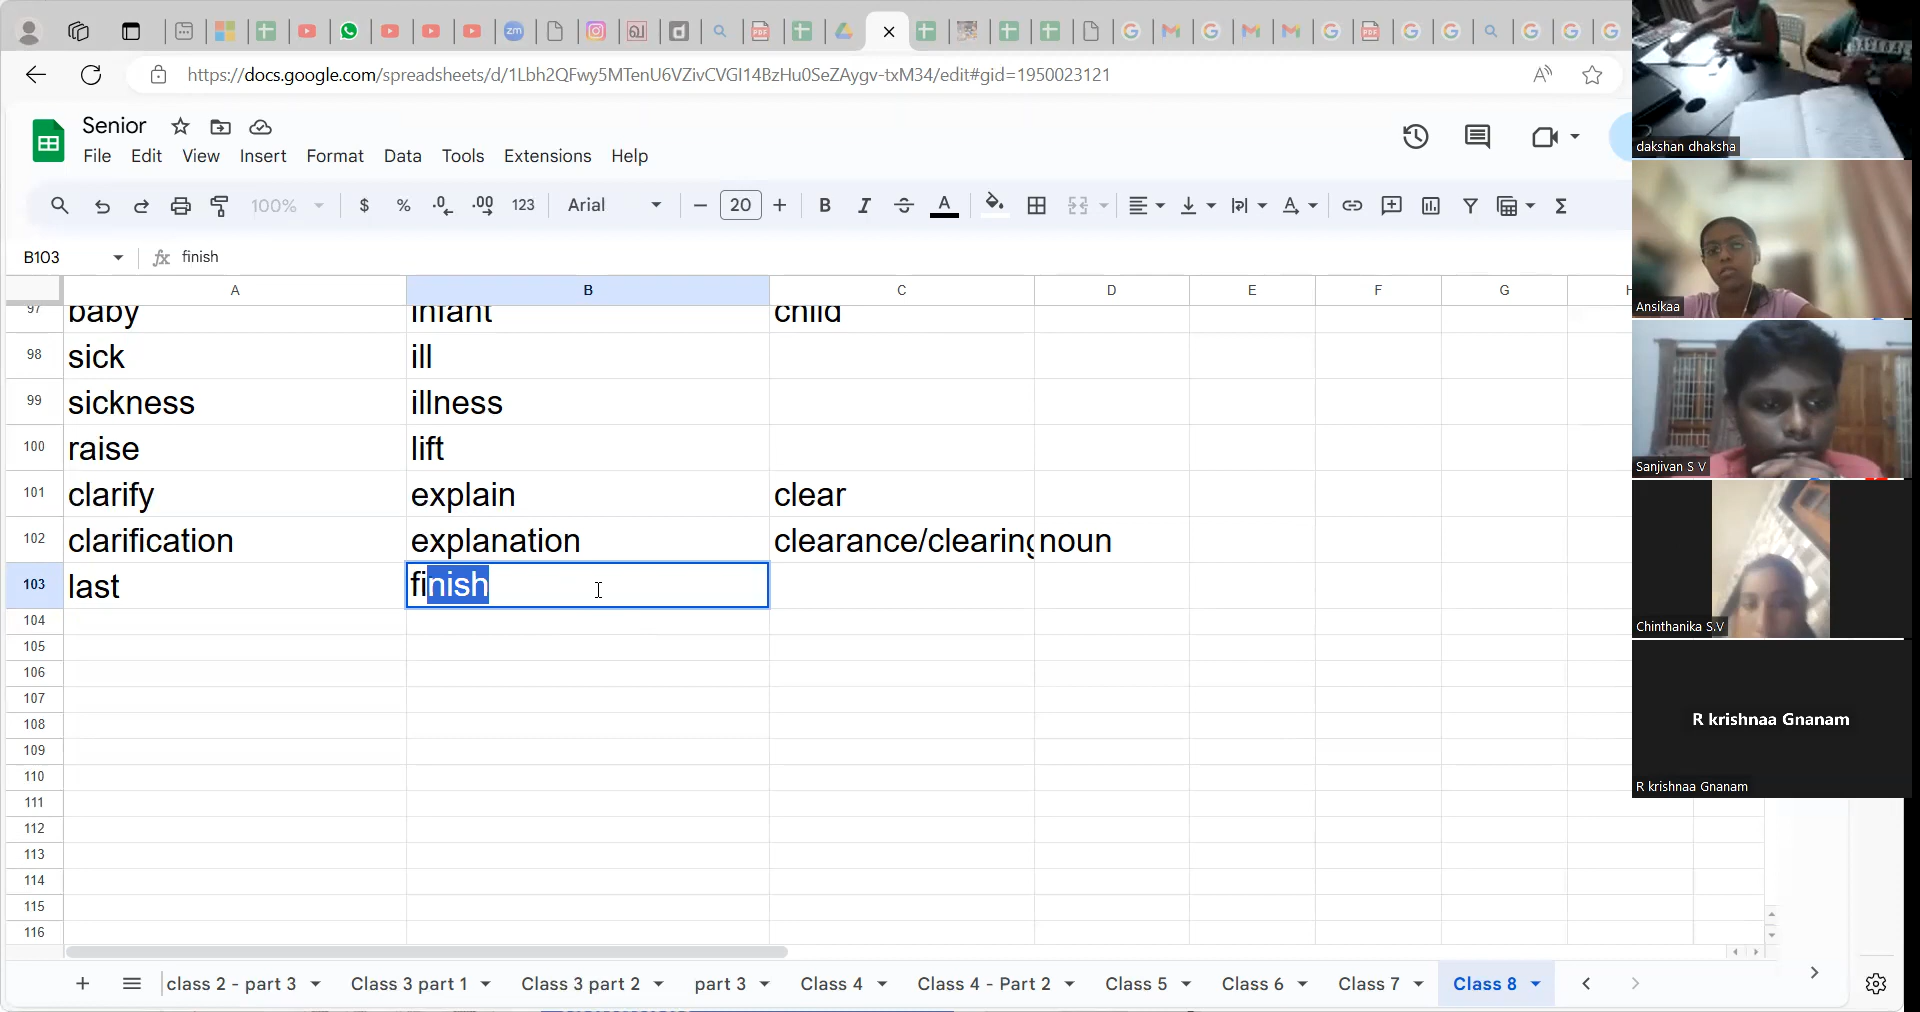 https://docs.google.com/spreadsheets/d/1Lbh2QFwy5MTenU6VZivCVGI14BzHu0SeZAygv-txM34/edit#gid=1950023121
Senior
File Edit View Insert Format Data Tools Extensions Help
100% $ % .0 .00 123 Arial 20 B I A
B103 fx finish
A B C D E F G H
97 baby infant child
98 sick ill
99 sickness illness
100 raise lift
101 clarify explain clear
102 clarification explanation clearance/clearing noun
103 last finish
104
105
106
107
108
109
110
111
112
113
114
115
116
class 2 - part 3 Class 3 part 1 Class 3 part 2 part 3 Class 4 Class 4 - Part 2 Class 5 Class 6 Class 7 Class 8
dakshan dhaksha
Ansikaa
Sanjivan S V
Chinthanika S.V
R krishnaa Gnanam
R krishnaa Gnanam